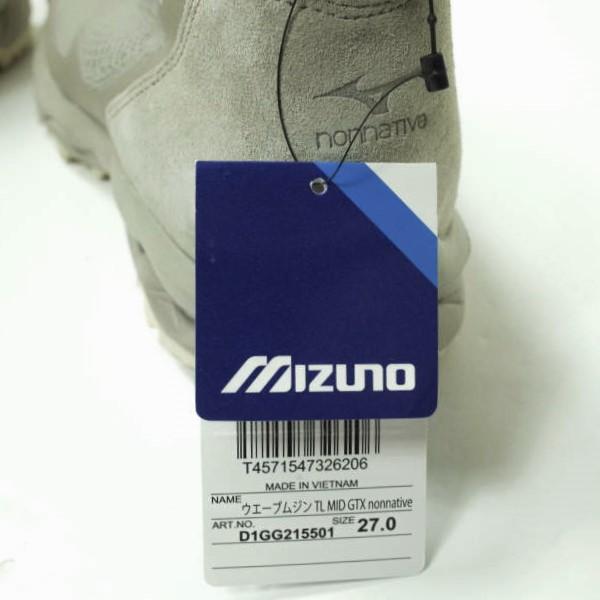 nonnative
MIZUNO
T4571547326206
MADE IN VIETNAM
NAME ウエーブムジン TL MID GTX nonnative
ART.NO. D1GG215501 SIZE 27.0